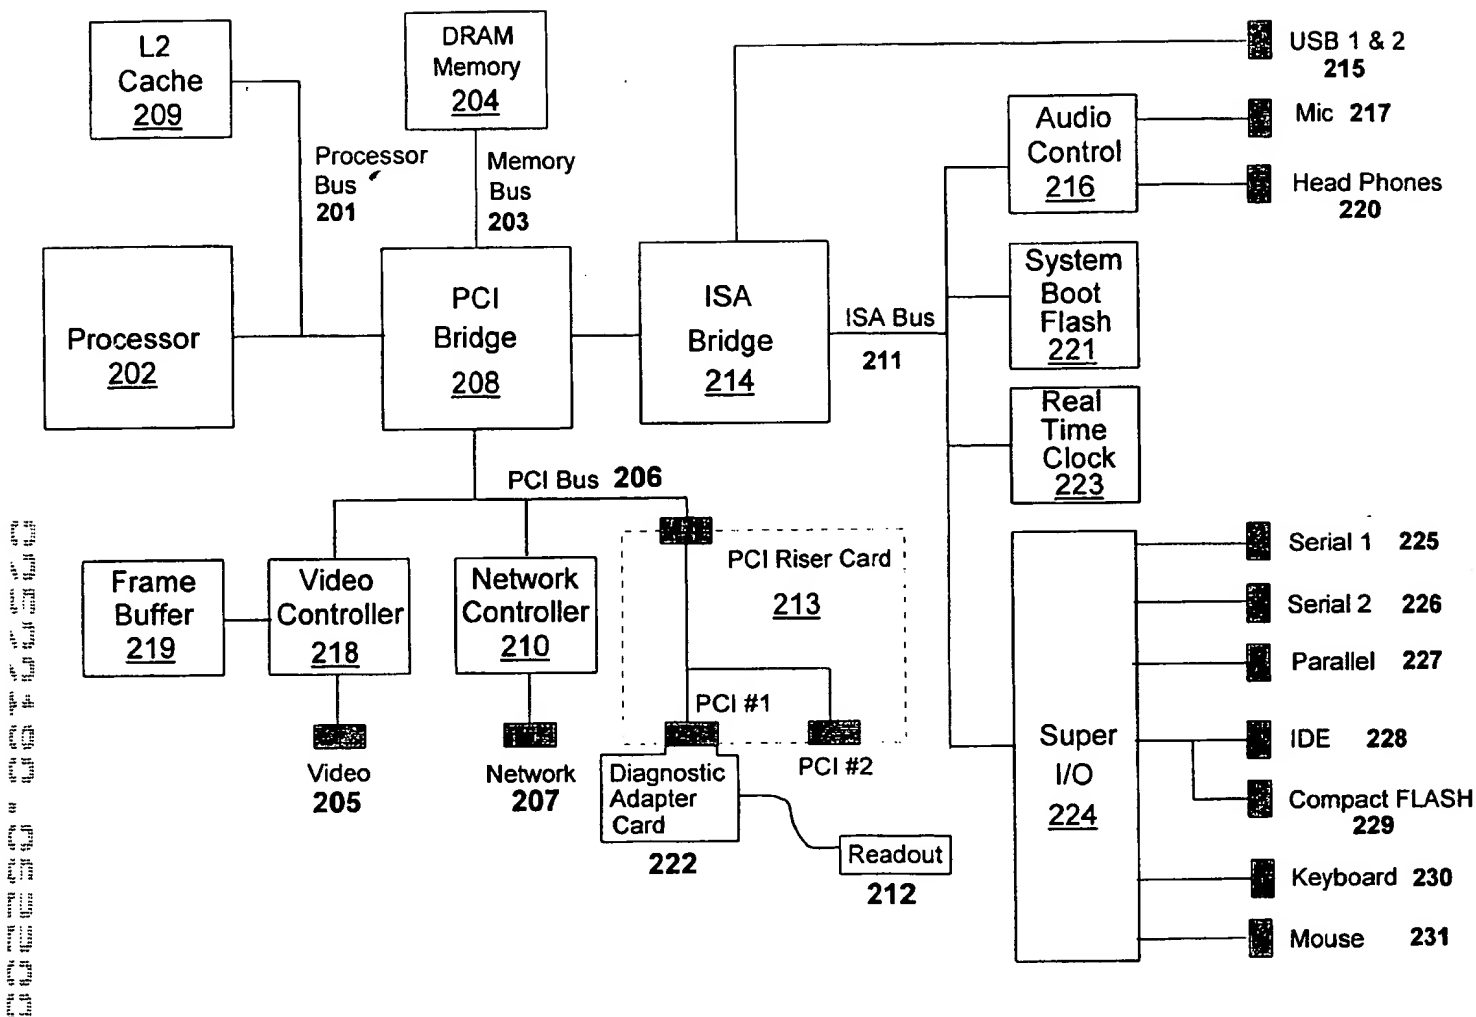 L2
Cache
209
DRAM
Memory
204
Processor
Bus
201
Memory
Bus
203
Processor
202
PCI
Bridge
208
ISA
Bridge
214
ISA Bus
211
USB 1 & 2
215
Audio
Control
216
Mic 217
Head Phones
220
System
Boot
Flash
221
Real
Time
Clock
223
PCI Bus 206
Frame
Buffer
219
Video
Controller
218
Network
Controller
210
PCI Riser Card
213
PCI #1
PCI #2
Video
205
Network
207
Diagnostic
Adapter
Card
222
Readout
212
Super
I/O
224
Serial 1 225
Serial 2 226
Parallel 227
IDE 228
Compact FLASH
229
Keyboard 230
Mouse 231